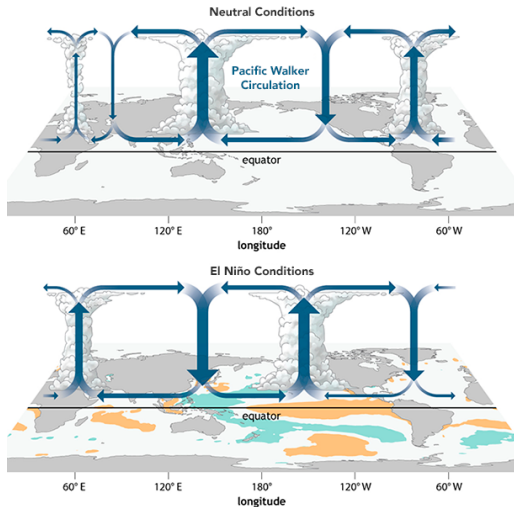 Neutral Conditions
Pacific Walker
Circulation
equator
60° E 120° E 180° 120° W 60° W
longitude
El Niño Conditions
equator
60° E 120° E 180° 120° W 60° W
longitude